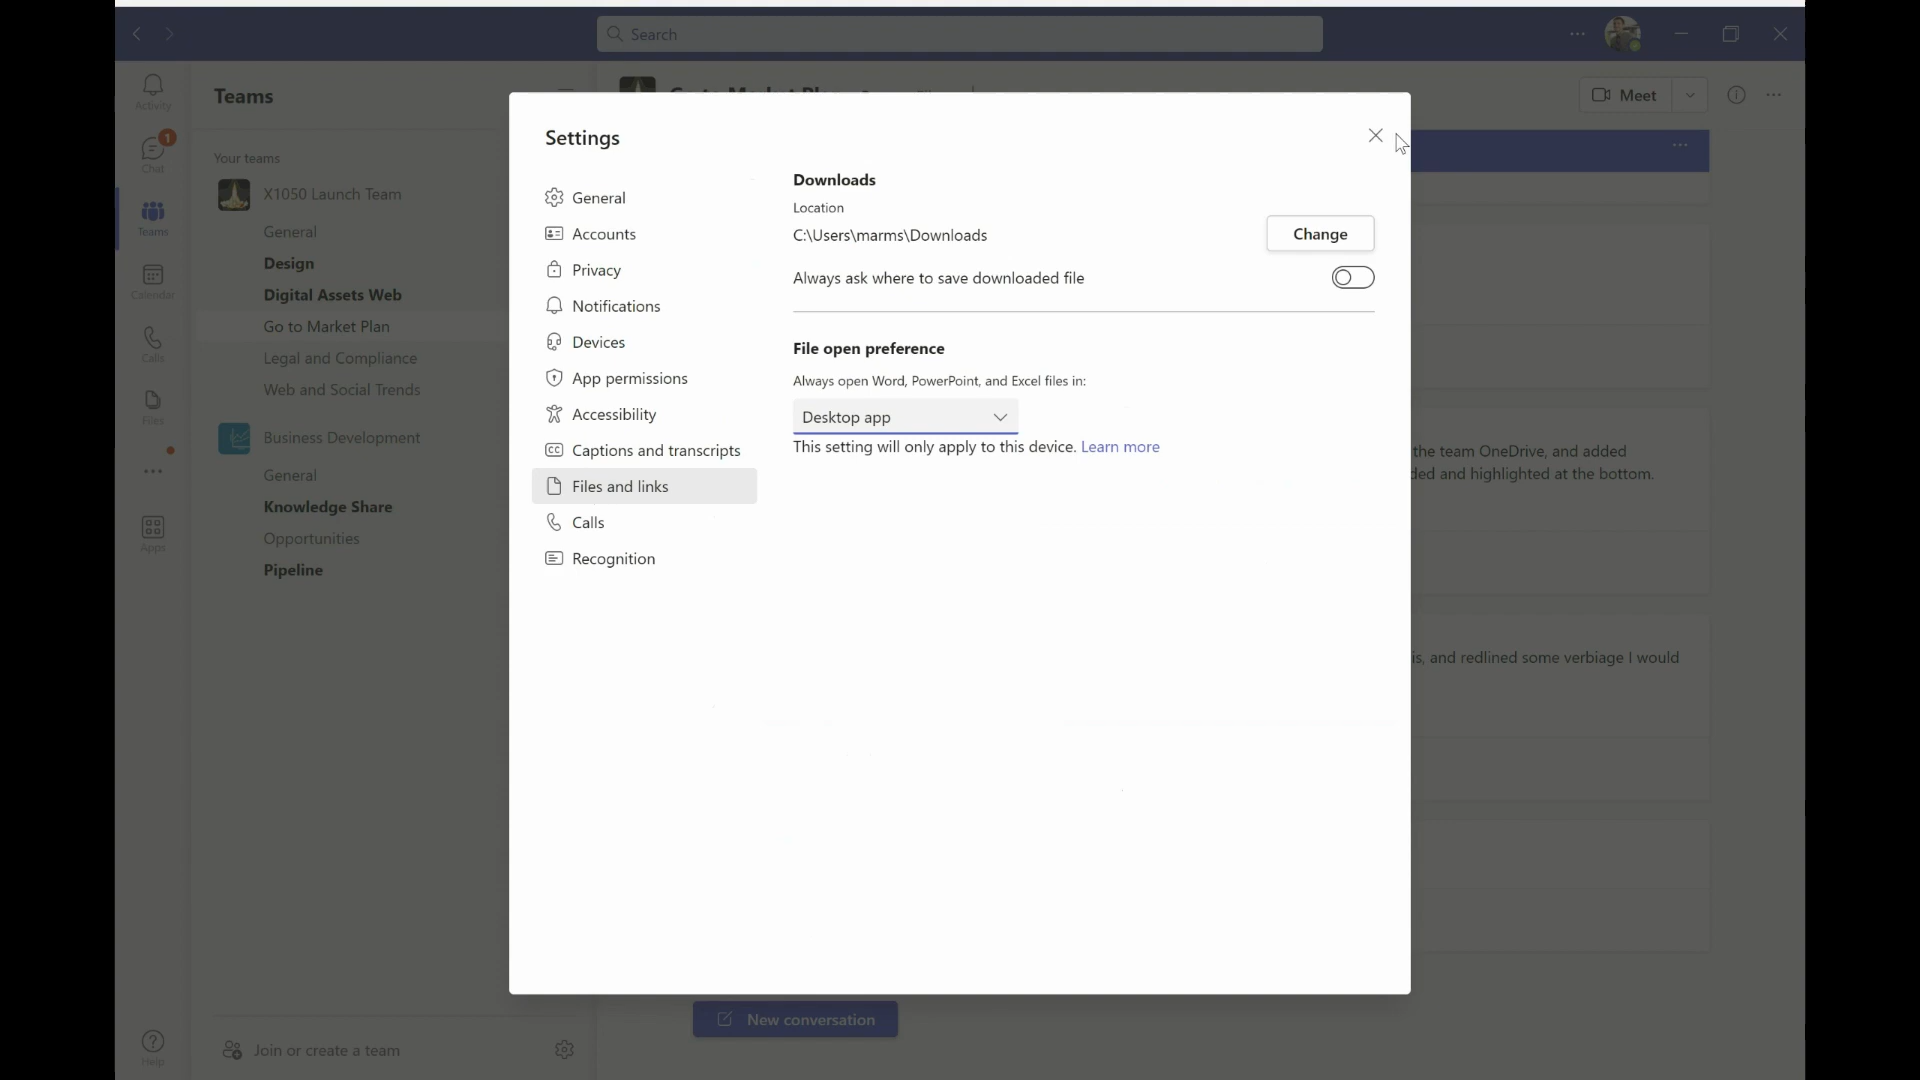 Search
Activity
Chat
1
Teams
Calendar
Calls
Files
Apps
Help
Teams
Your teams
X1050 Launch Team
General
Design
Digital Assets Web
Go to Market Plan
Legal and Compliance
Web and Social Trends
Business Development
General
Knowledge Share
Opportunities
Pipeline
Join or create a team
Meet
Settings
General
Accounts
Privacy
Notifications
Devices
App permissions
Accessibility
CC Captions and transcripts
Files and links
Calls
Recognition
Downloads
Location
C:\Users\marms\Downloads
Change
Always ask where to save downloaded file
File open preference
Always open Word, PowerPoint, and Excel files in:
Desktop app
This setting will only apply to this device. Learn more
the team OneDrive, and added
ded and highlighted at the bottom.
is, and redlined some verbiage I would
New conversation